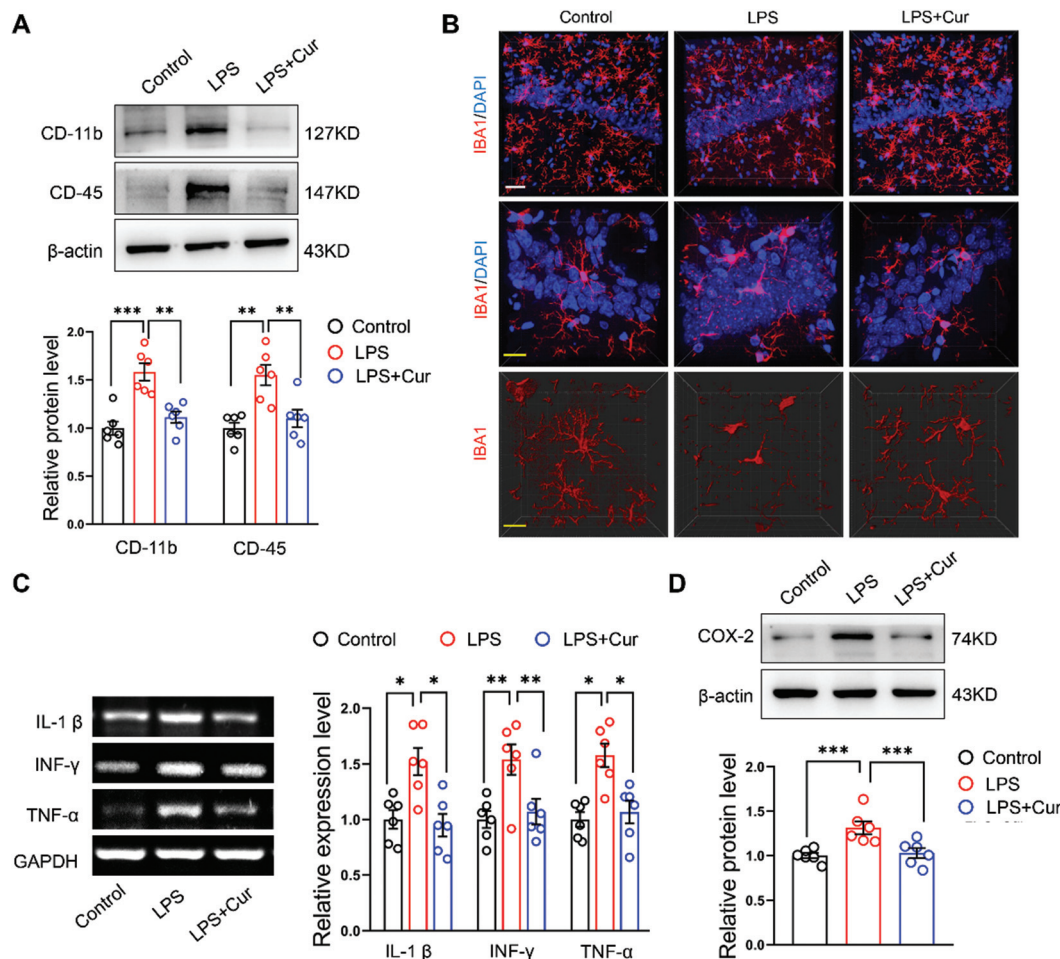 A
Control
LPS
LPS+Cur
CD-11b
127KD
CD-45
147KD
β-actin
43KD
***
**
**
**
Control
LPS
LPS+Cur
Relative protein level
2.0
1.5
1.0
0.5
0.0
CD-11b
CD-45
B
Control
LPS
LPS+Cur
IBA1/DAPI
IBA1/DAPI
IBA1
C
IL-1 β
INF-γ
TNF-α
GAPDH
Control
LPS
LPS+Cur
Control
LPS
LPS+Cur
*
*
**
**
*
*
Relative expression level
2.0
1.5
1.0
0.5
0.0
IL-1 β
INF-γ
TNF-α
D
Control
LPS
LPS+Cur
COX-2
74KD
β-actin
43KD
***
***
Control
LPS
LPS+Cur
Relative protein level
2.0
1.5
1.0
0.5
0.0